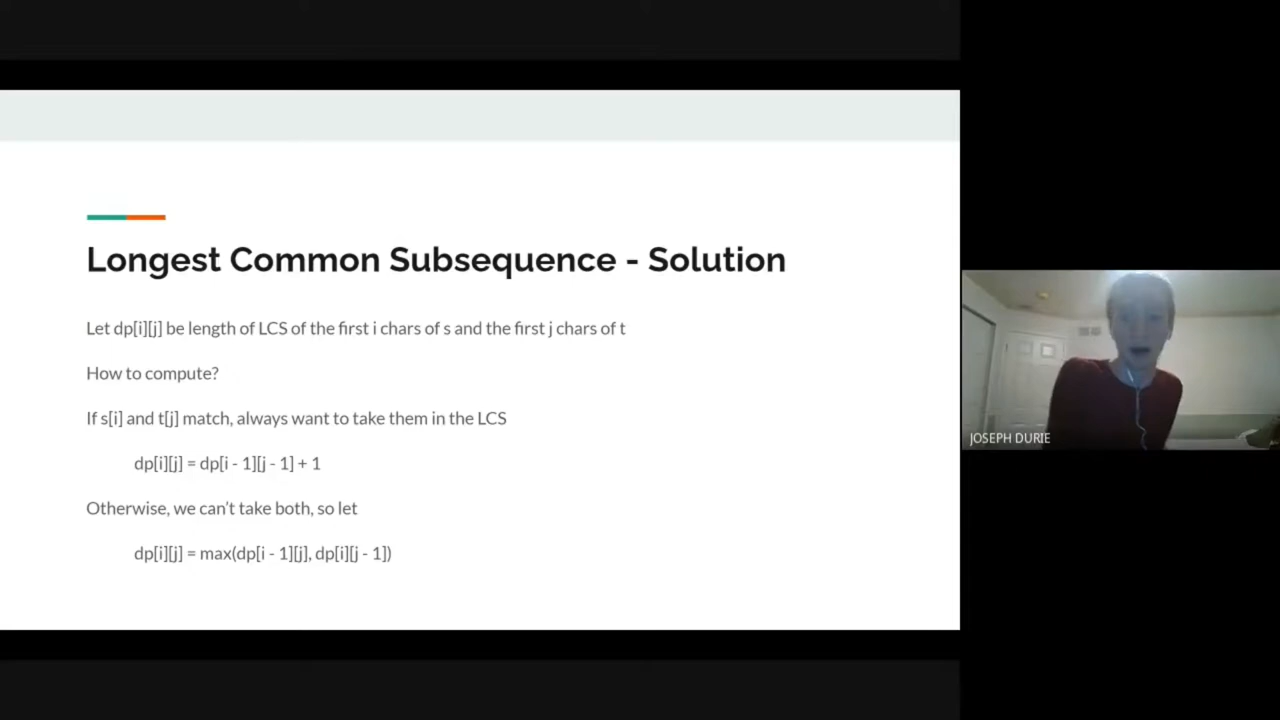 Longest Common Subsequence - Solution
Let dp[i][j] be length of LCS of the first i chars of s and the first j chars of t
How to compute?
If s[i] and t[j] match, always want to take them in the LCS
dp[i][j] = dp[i - 1][j - 1] + 1
Otherwise, we can’t take both, so let
dp[i][j] = max(dp[i - 1][j], dp[i][j - 1])
JOSEPH DURIE